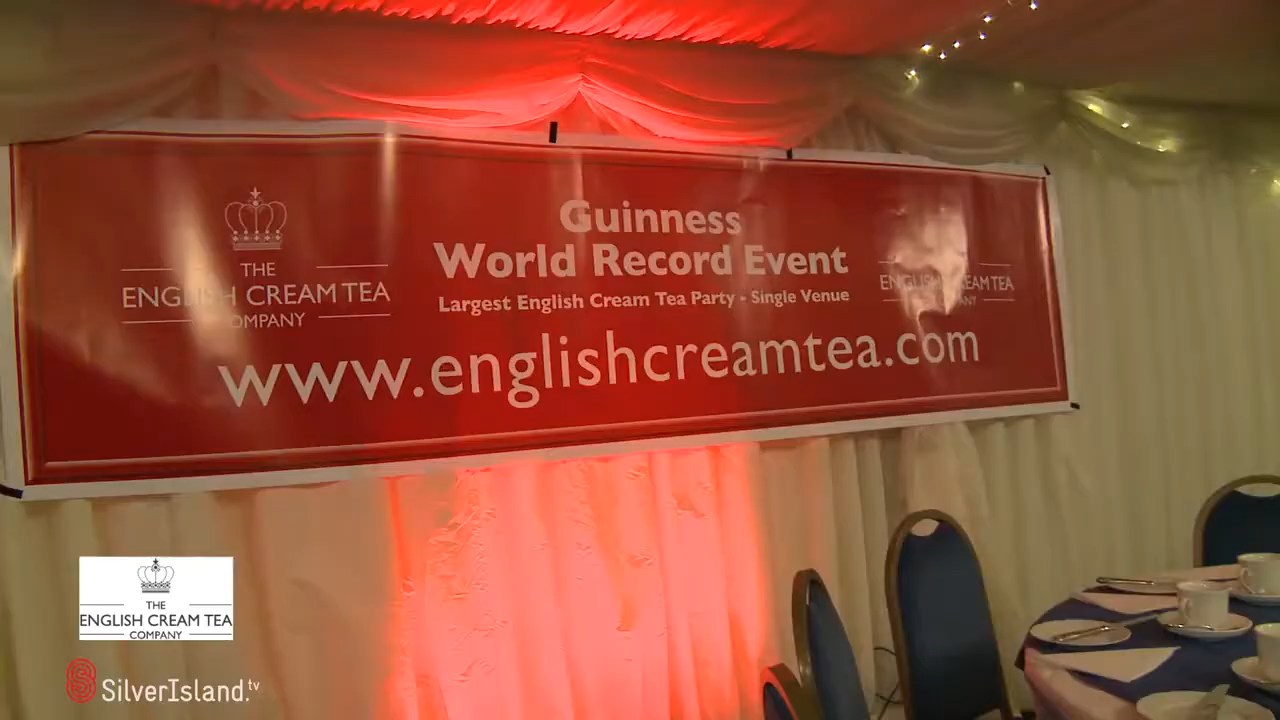 THE
ENGLISH CREAM TEA
COMPANY
Guinness
World Record Event
Largest English Cream Tea Party - Single Venue
ENGLISH CREAM TEA
www.englishcreamtea.com
THE
ENGLISH CREAM TEA
COMPANY
SilverIsland.tv